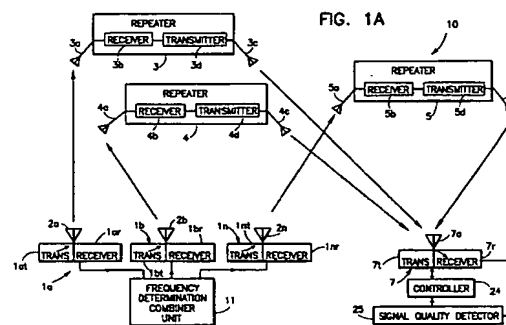 FIG. 1A
10
REPEATER
RECEIVER TRANSMITTER
3a 3b 3 3d 3c
REPEATER
RECEIVER TRANSMITTER
4a 4b 4 4d 4c
REPEATER
RECEIVER TRANSMITTER
5a 5b 5 5d
2a 1ar 1b 2b 1br 1n 1nt 2n 7a
TRANS RECEIVER TRANS RECEIVER TRANS RECEIVER TRANS RECEIVER
1at 1a 1bt 1nr 7t 7 7r
FREQUENCY
DETERMINATION
COMBINER
UNIT
11
CONTROLLER
24
25
SIGNAL QUALITY DETECTOR